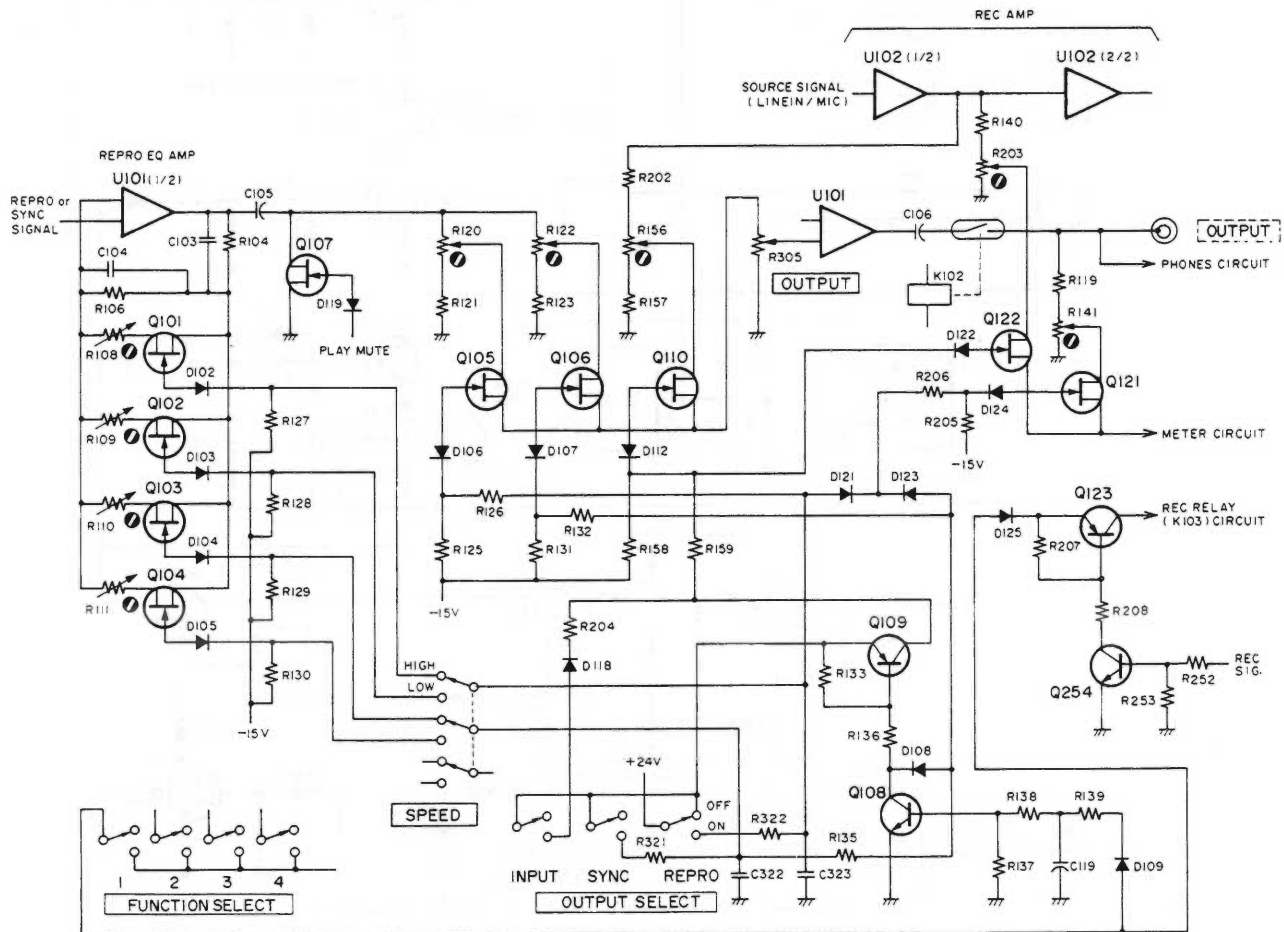 REC AMP
U102 (1/2)
U102 (2/2)
SOURCE SIGNAL
(LINEIN/MIC)
R140
R203
REPRO EQ AMP
U101 (1/2)
C105
R202
U101
C106
REPRO or
SYNC
SIGNAL
C103
R104
Q107
R120
R122
R156
R305
OUTPUT
OUTPUT
K102
PHONES CIRCUIT
C104
R106
D119
R121
R123
R157
R119
R141
PLAY MUTE
Q101
R108
D102
Q105
Q106
Q110
D122
Q122
Q121
R206
D124
R205
-15V
METER CIRCUIT
Q102
R127
R109
D103
D106
D107
D112
D121
D123
Q103
R128
R126
R132
R110
D104
Q123
REC RELAY
(K103) CIRCUIT
D125
R207
Q104
R129
R125
R131
R158
R159
R111
D105
-15V
R208
R130
R204
Q109
D118
R133
REC
SIG.
R252
R253
Q254
HIGH
LOW
-15V
R136
D108
+24V
SPEED
OFF
ON
Q108
R138
R139
R322
R321
R135
R137
C119
D109
C322
C323
1 2 3 4
INPUT SYNC REPRO
FUNCTION SELECT
OUTPUT SELECT